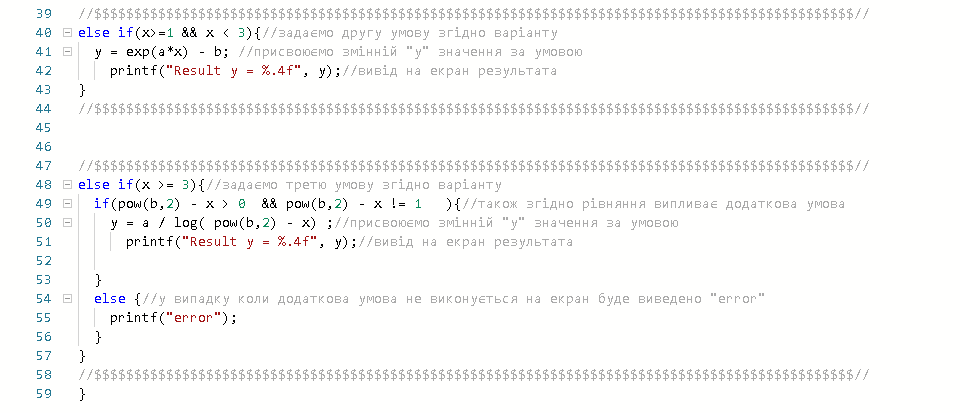 39 //$$$$$$$$$$$$$$$$$$$$$$$$$$$$$$$$$$$$$$$$$$$$$$$$$$$$$$$$$$$$$$$$$$$$$$$$$$$$$$$$$$$$$$$$$$$$$$$//
40 else if(x>=1 && x < 3){//задаємо другу умову згідно варіанту
41 y = exp(a*x) - b; //присвоюємо змінній "y" значення за умовою
42 printf("Result y = %.4f", y);//вивід на екран результата
43 }
44 //$$$$$$$$$$$$$$$$$$$$$$$$$$$$$$$$$$$$$$$$$$$$$$$$$$$$$$$$$$$$$$$$$$$$$$$$$$$$$$$$$$$$$$$$$$$$$$$//
45
46
47 //$$$$$$$$$$$$$$$$$$$$$$$$$$$$$$$$$$$$$$$$$$$$$$$$$$$$$$$$$$$$$$$$$$$$$$$$$$$$$$$$$$$$$$$$$$$$$$$//
48 else if(x >= 3){//задаємо третю умову згідно варіанту
49 if(pow(b,2) - x > 0  && pow(b,2) - x != 1   ){//також згідно рівняння випливає додаткова умова
50 y = a / log( pow(b,2) - x) ;//присвоюємо змінній "y" значення за умовою
51 printf("Result y = %.4f", y);//вивід на екран результата
52
53 }
54 else {//у випадку коли додаткова умова не виконується на екран буде виведено "error"
55 printf("error");
56 }
57 }
58 //$$$$$$$$$$$$$$$$$$$$$$$$$$$$$$$$$$$$$$$$$$$$$$$$$$$$$$$$$$$$$$$$$$$$$$$$$$$$$$$$$$$$$$$$$$$$$$$//
59 }